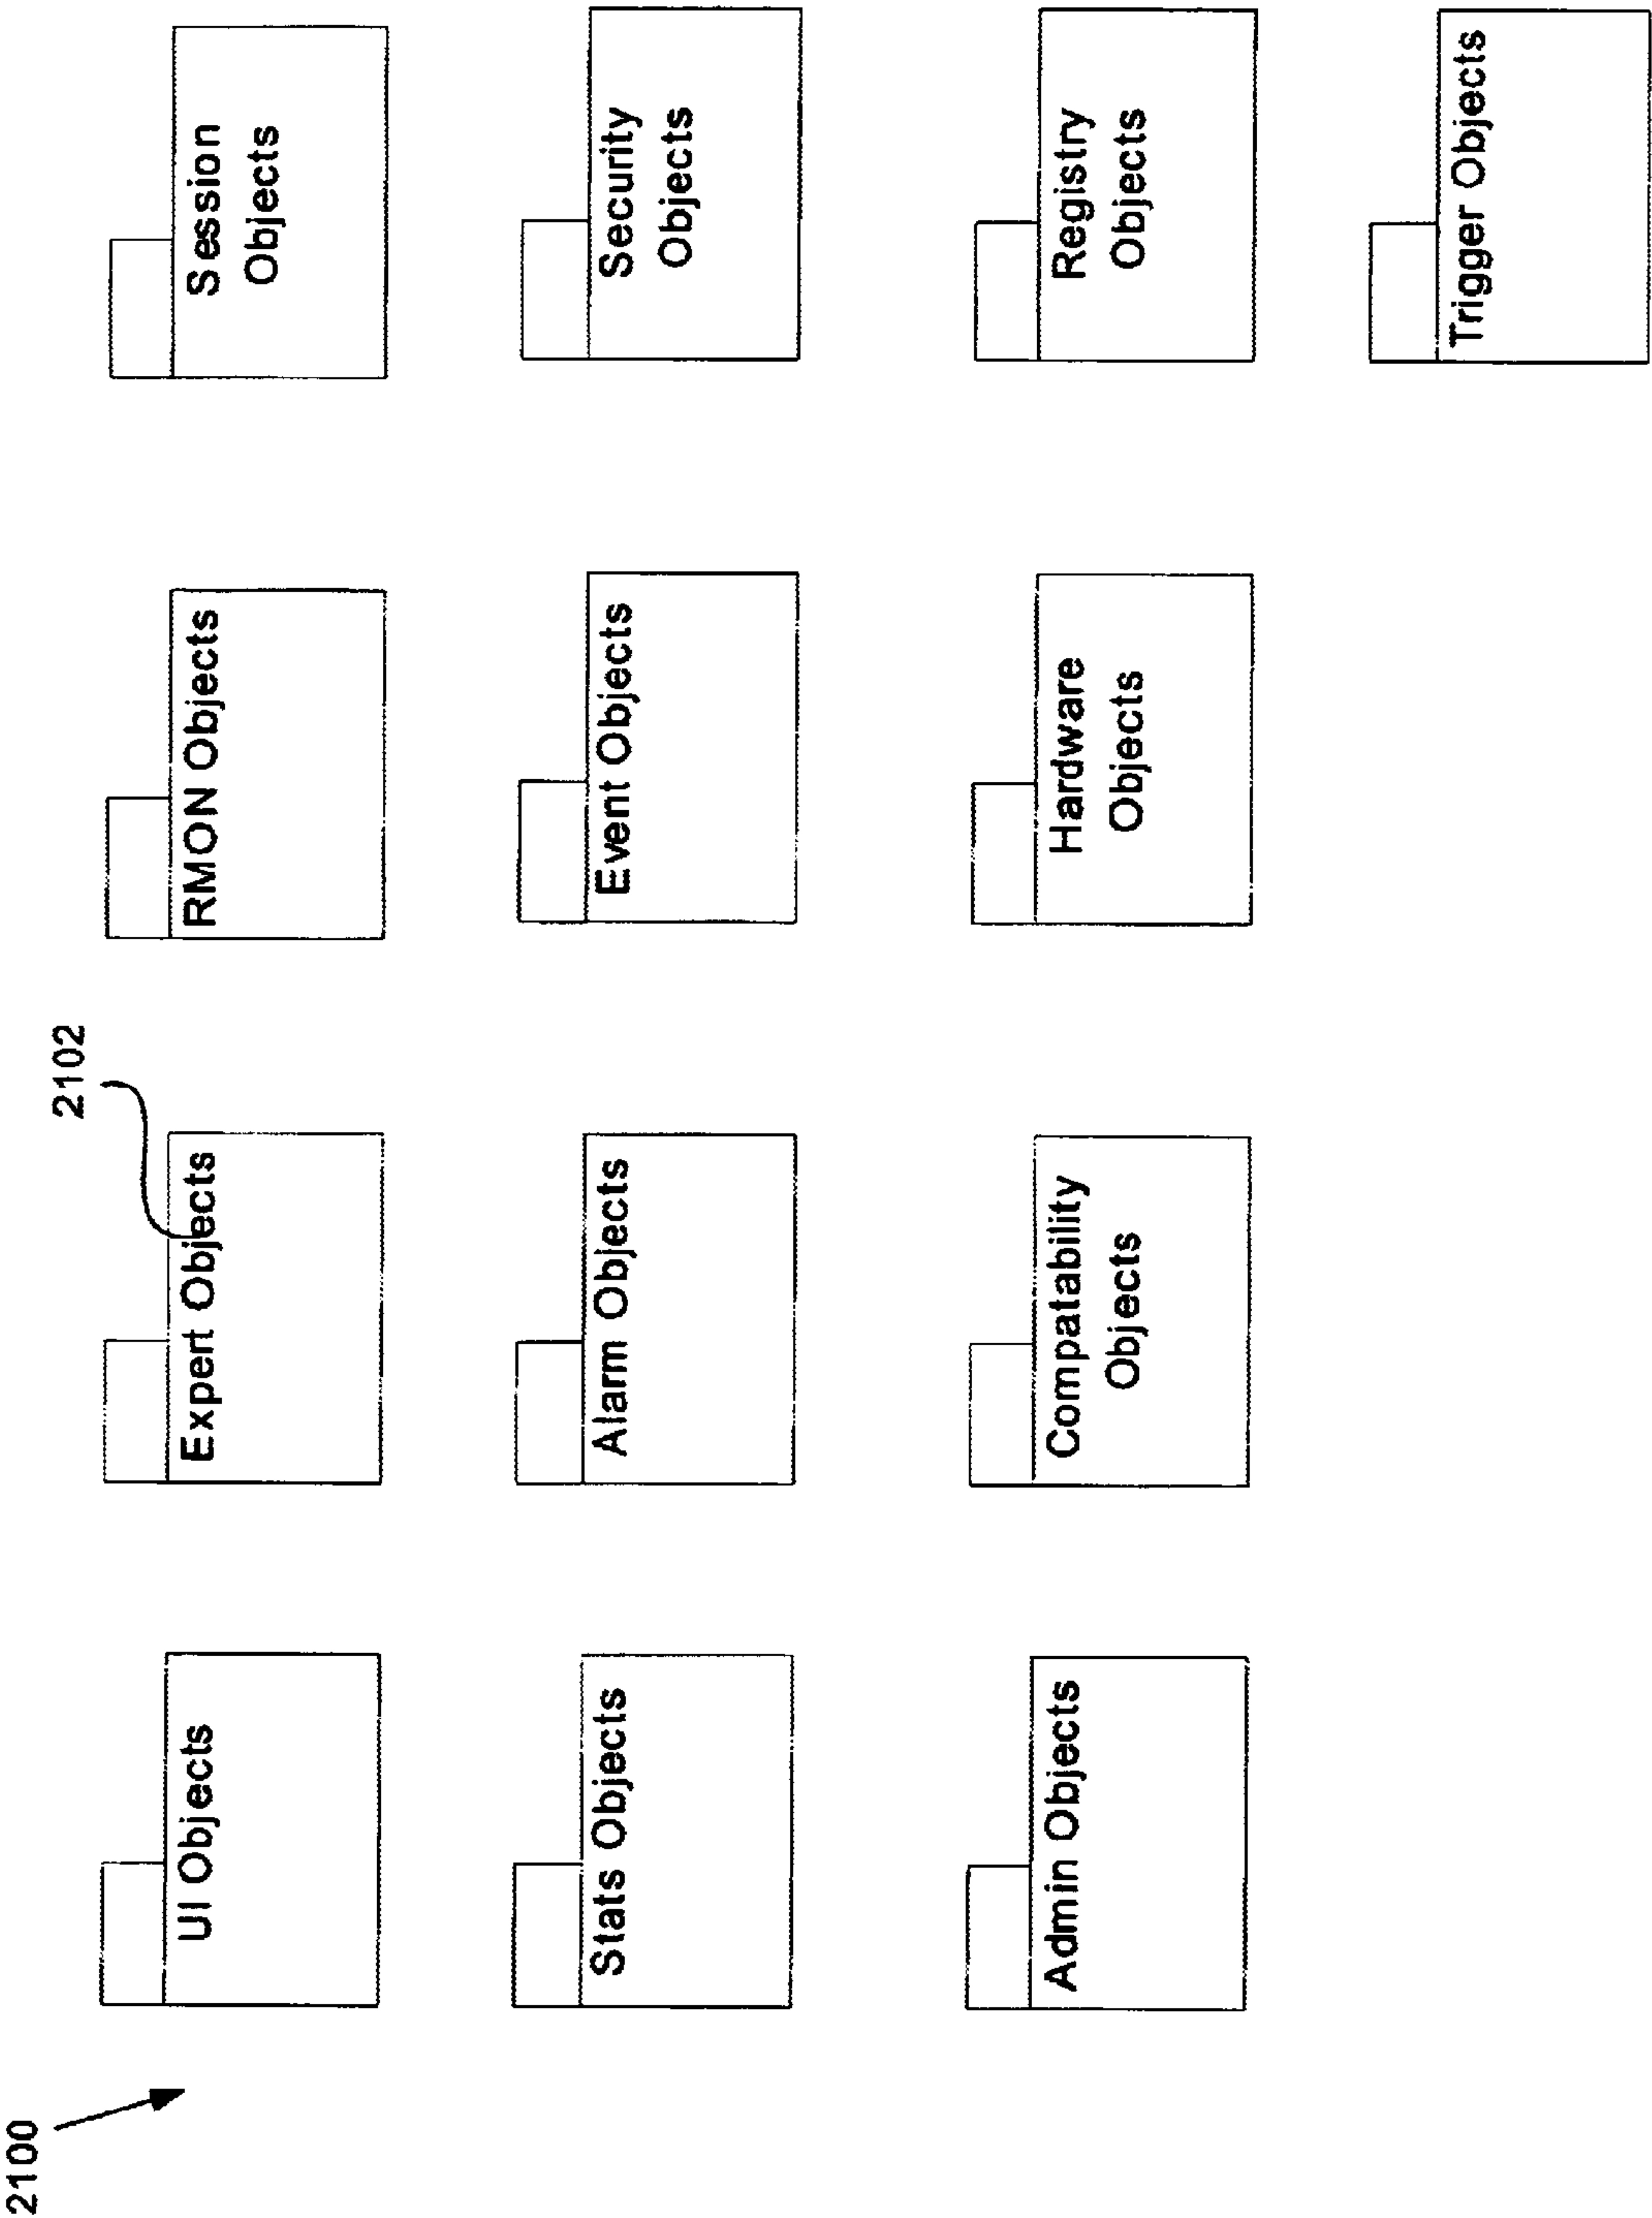 2100
2102
UI Objects
Expert Objects
RMON Objects
Session
Objects
Stats Objects
Alarm Objects
Event Objects
Security
Objects
Admin Objects
Compatability
Objects
Hardware
Objects
Registry
Objects
Trigger Objects